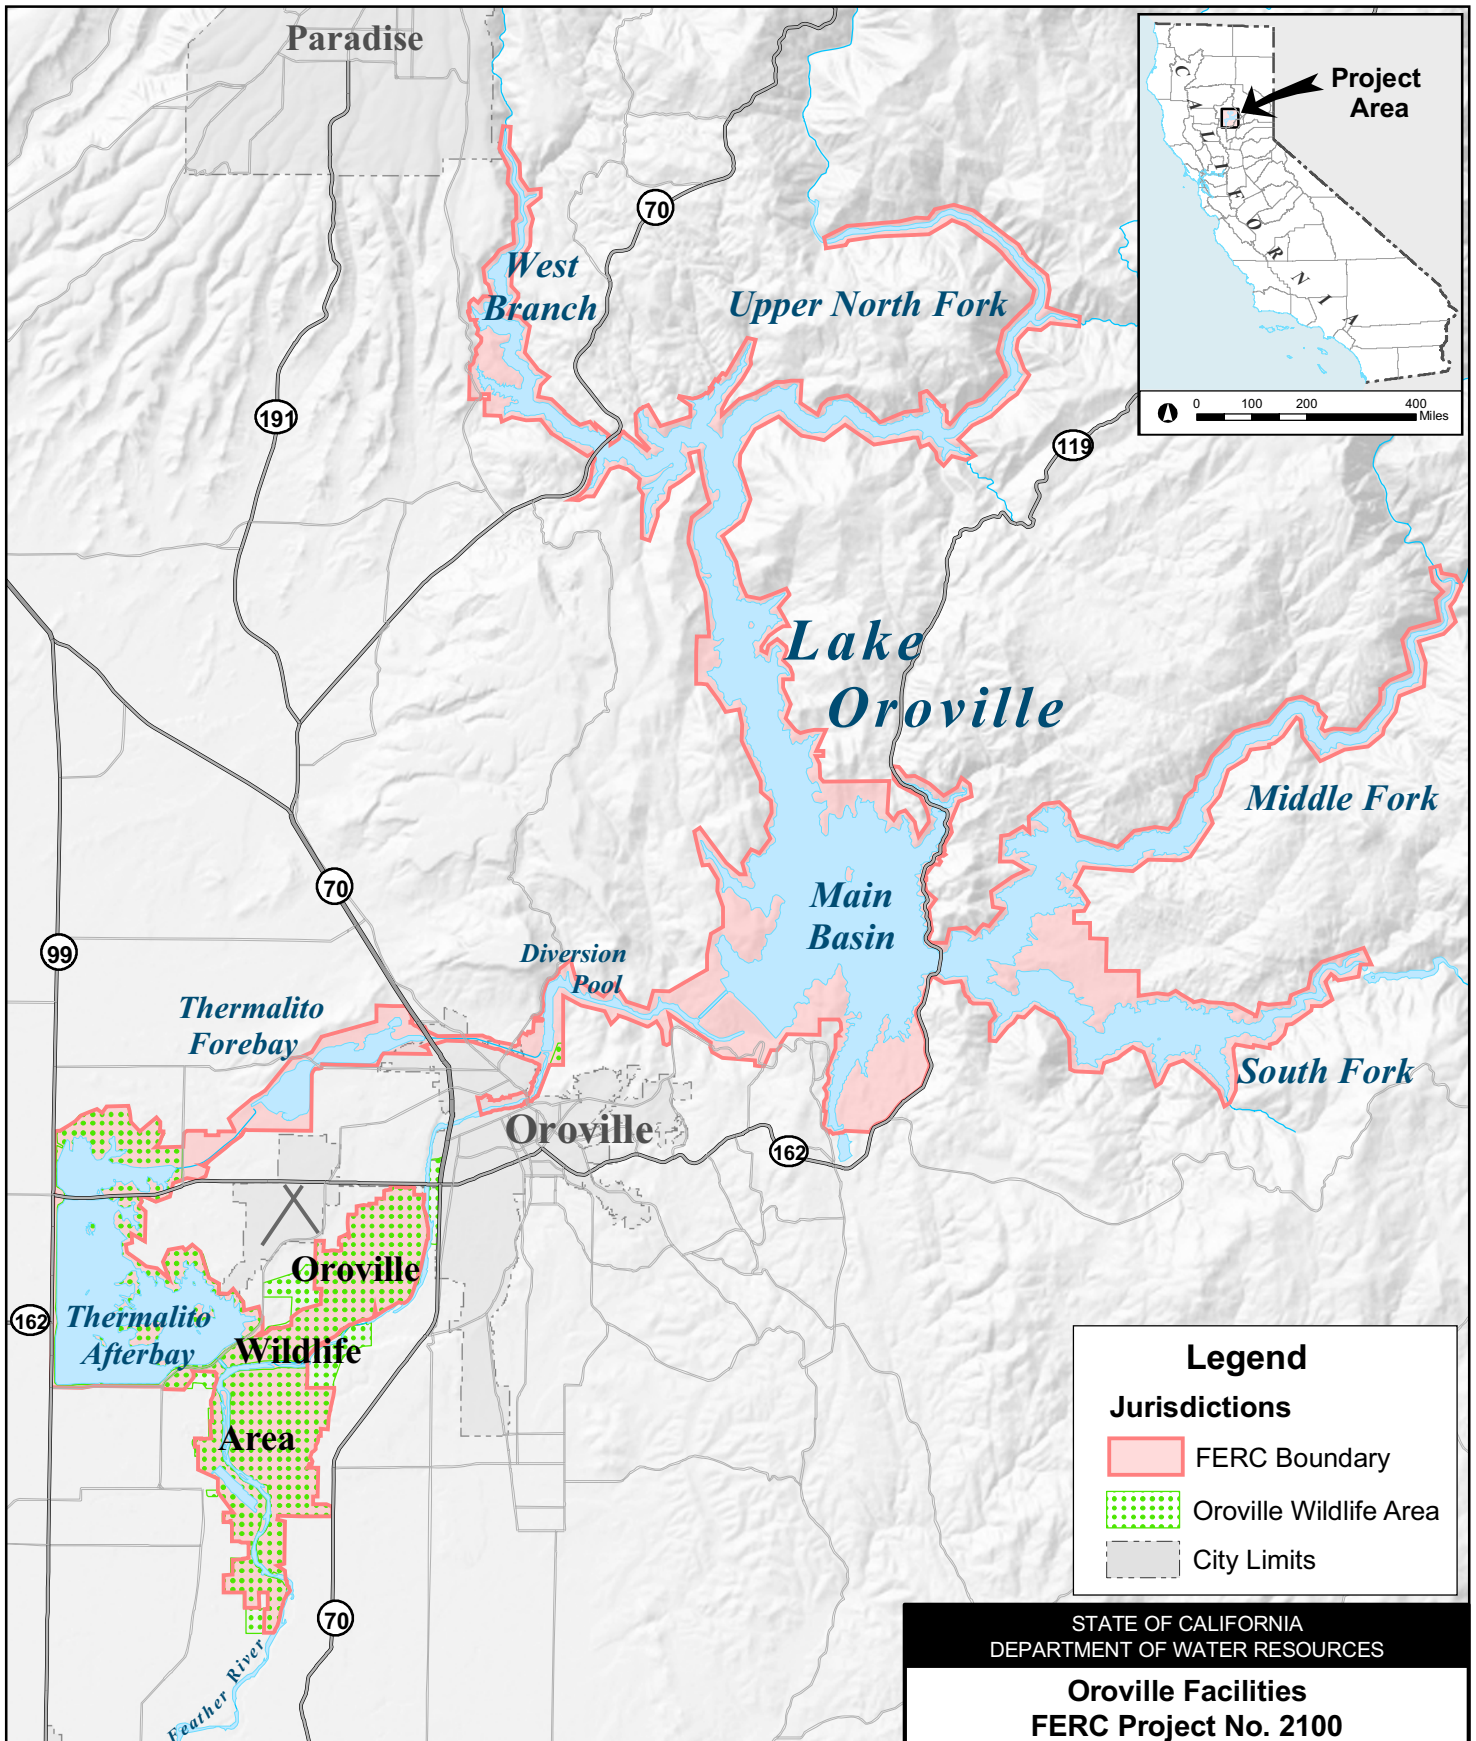 Paradise
Project
Area
CALIFORNIA
0 100 200 400
Miles
70
West
Branch
Upper North Fork
191
119
Lake
Oroville
Middle Fork
70
Main
Basin
99
Diversion
Pool
Thermalito
Forebay
South Fork
Oroville
162
Oroville
162
Thermalito
Afterbay
Wildlife
Area
Legend
Jurisdictions
FERC Boundary
Oroville Wildlife Area
City Limits
70
Feather River
STATE OF CALIFORNIA
DEPARTMENT OF WATER RESOURCES
Oroville Facilities
FERC Project No. 2100